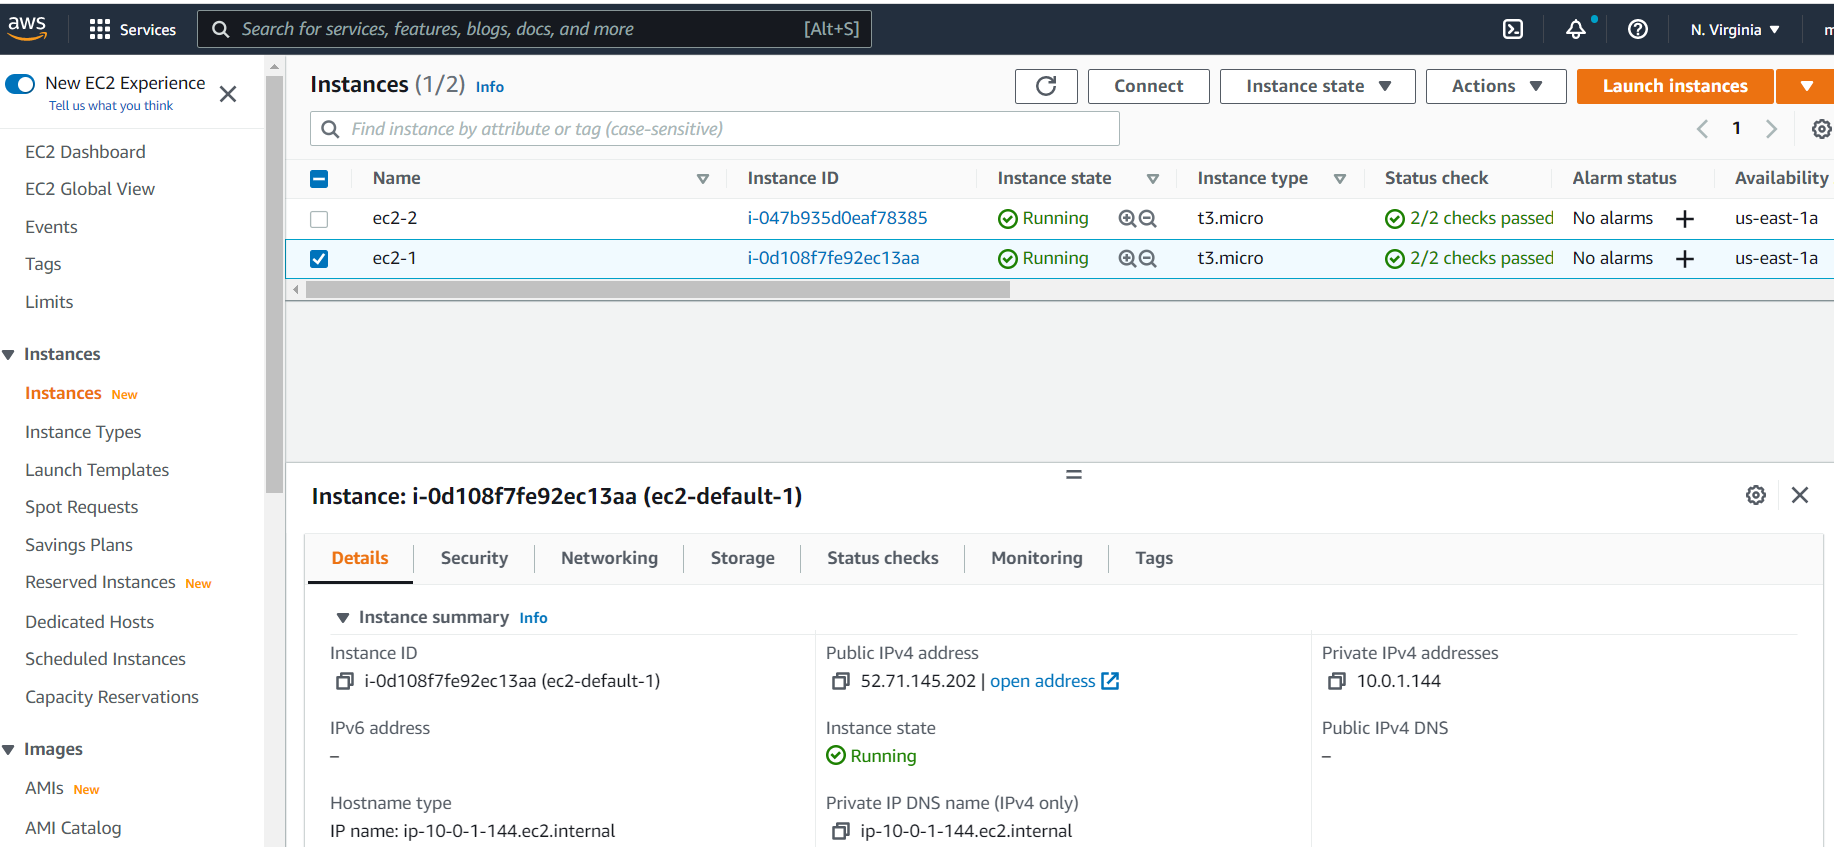 aws
Services
Search for services, features, blogs, docs, and more [Alt+S]
N. Virginia
New EC2 Experience
Tell us what you think
EC2 Dashboard
EC2 Global View
Events
Tags
Limits
Instances
Instances New
Instance Types
Launch Templates
Spot Requests
Savings Plans
Reserved Instances New
Dedicated Hosts
Scheduled Instances
Capacity Reservations
Images
AMIs New
AMI Catalog
Instances (1/2) Info
Connect
Instance state
Actions
Launch instances
Find instance by attribute or tag (case-sensitive)
1
Name Instance ID Instance state Instance type Status check Alarm status Availability
ec2-2 i-047b935d0eaf78385 Running t3.micro 2/2 checks passed No alarms us-east-1a
ec2-1 i-0d108f7fe92ec13aa Running t3.micro 2/2 checks passed No alarms us-east-1a
Instance: i-0d108f7fe92ec13aa (ec2-default-1)
Details Security Networking Storage Status checks Monitoring Tags
Instance summary Info
Instance ID
i-0d108f7fe92ec13aa (ec2-default-1)
Public IPv4 address
52.71.145.202 | open address
Private IPv4 addresses
10.0.1.144
IPv6 address
–
Instance state
Running
Public IPv4 DNS
–
Hostname type
IP name: ip-10-0-1-144.ec2.internal
Private IP DNS name (IPv4 only)
ip-10-0-1-144.ec2.internal